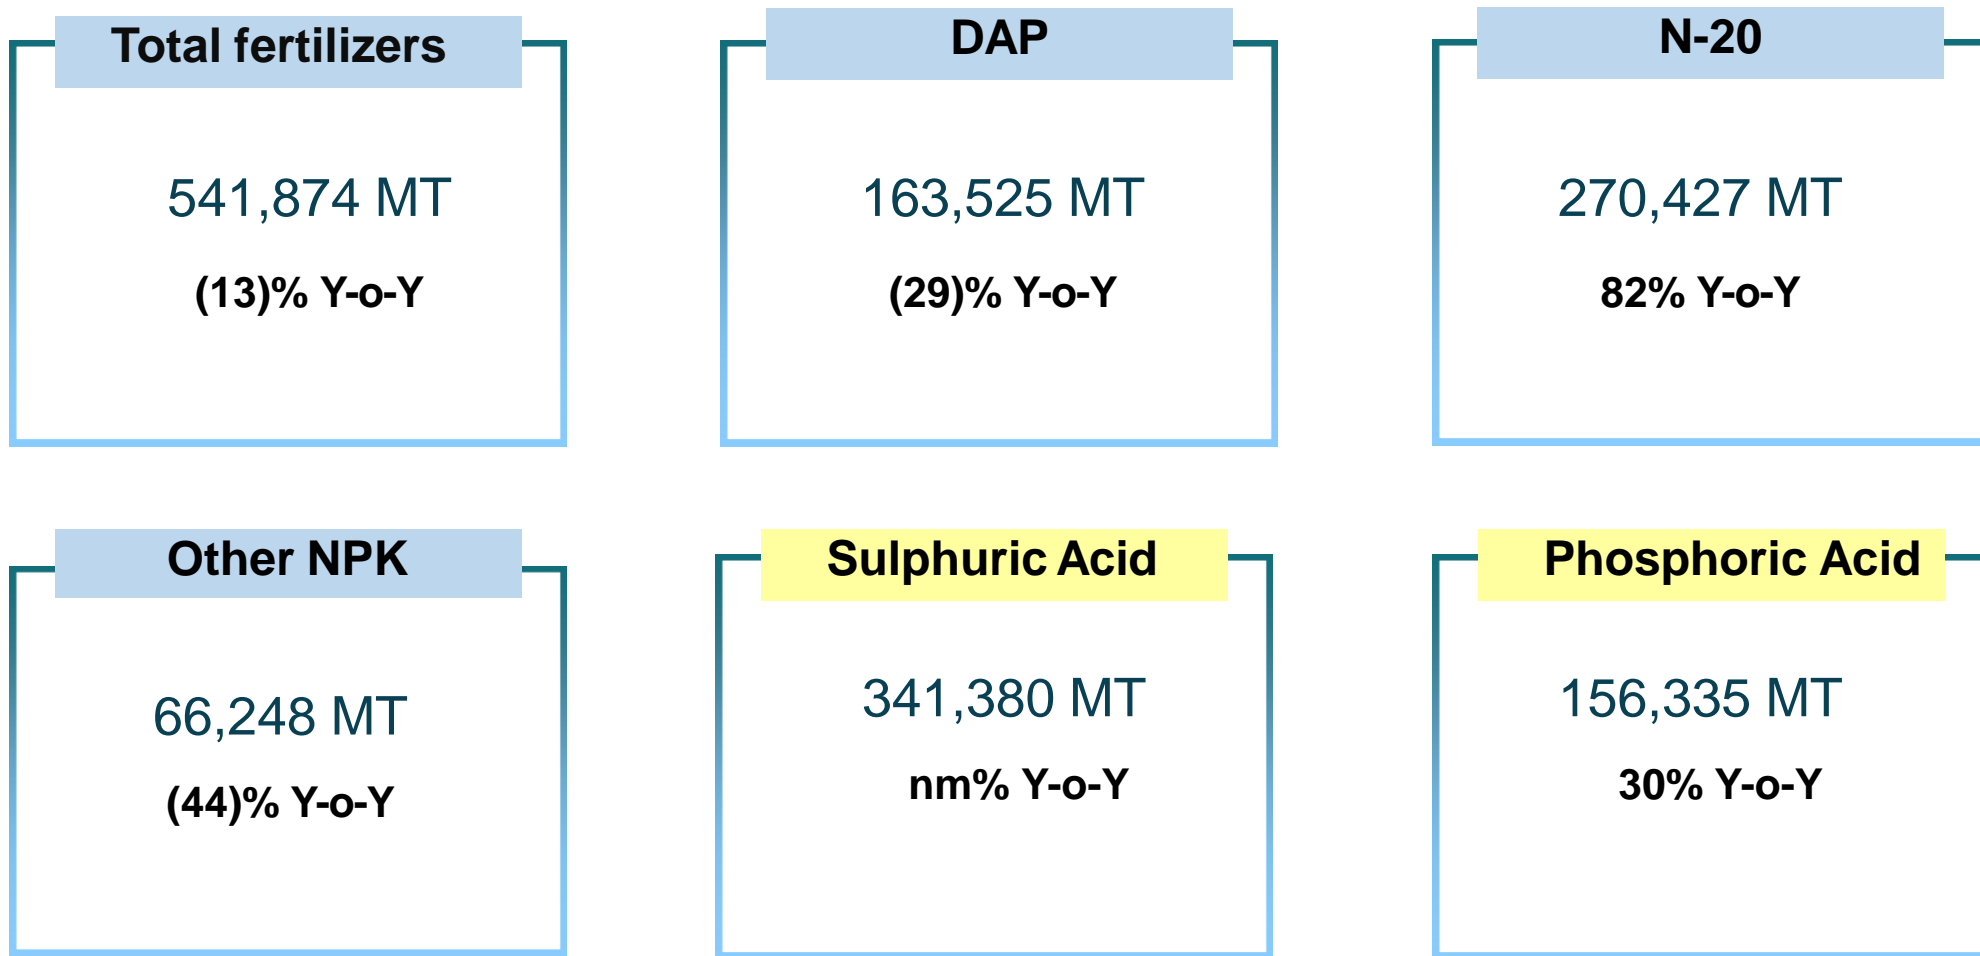 Total fertilizers
541,874 MT
(13)% Y-o-Y
DAP
163,525 MT
(29)% Y-o-Y
N-20
270,427 MT
82% Y-o-Y
Other NPK
66,248 MT
(44)% Y-o-Y
Sulphuric Acid
341,380 MT
nm% Y-o-Y
Phosphoric Acid
156,335 MT
30% Y-o-Y